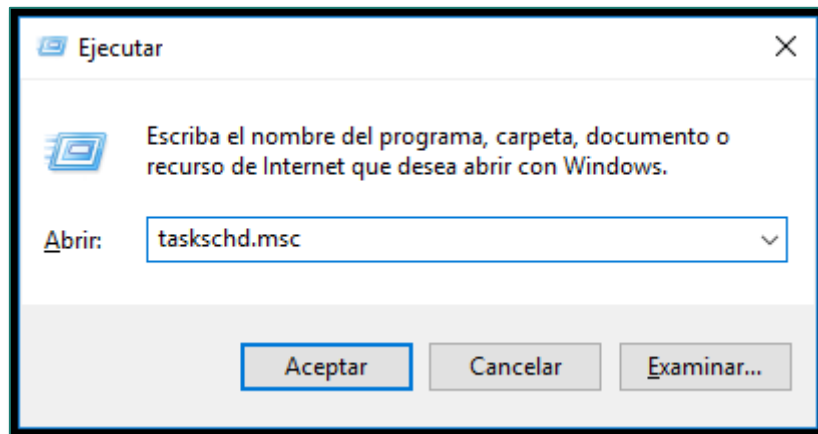 Ejecutar
Escriba el nombre del programa, carpeta, documento o
recurso de Internet que desea abrir con Windows.
Abrir: taskschd.msc
Aceptar Cancelar Examinar...